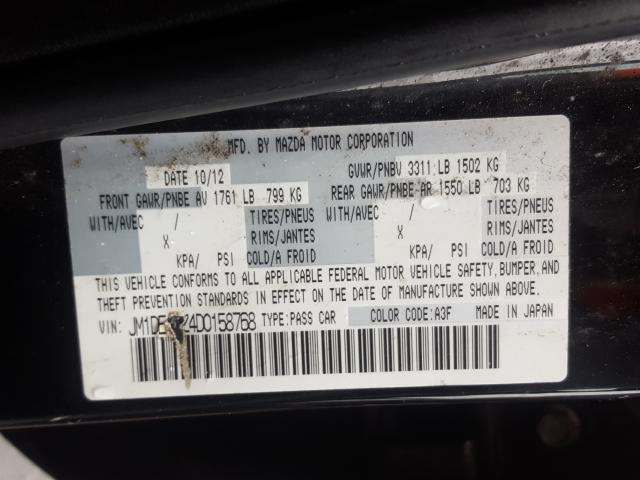 MFD. BY MAZDA MOTOR CORPORATION
DATE 10/12 GVWR/PNBV 3311 LB 1502 KG
FRONT GAWR/PNBE AV 1761 LB 799 KG REAR GAWR/PNBE AR 1550 LB 703 KG
WITH/AVEC / TIRES/PNEUS WITH/AVEC / TIRES/PNEUS
X RIMS/JANTES X RIMS/JANTES
KPA/ PSI COLD/A FROID KPA/ PSI COLD/A FROID
THIS VEHICLE CONFORMS TO ALL APPLICABLE FEDERAL MOTOR VEHICLE SAFETY, BUMPER, AND
THEFT PREVENTION STANDARDS IN EFFECT ON THE DATE OF MANUFACTURE SHOWN ABOVE.
VIN: TYPE:PASS CAR COLOR CODE:A3F MADE IN JAPAN